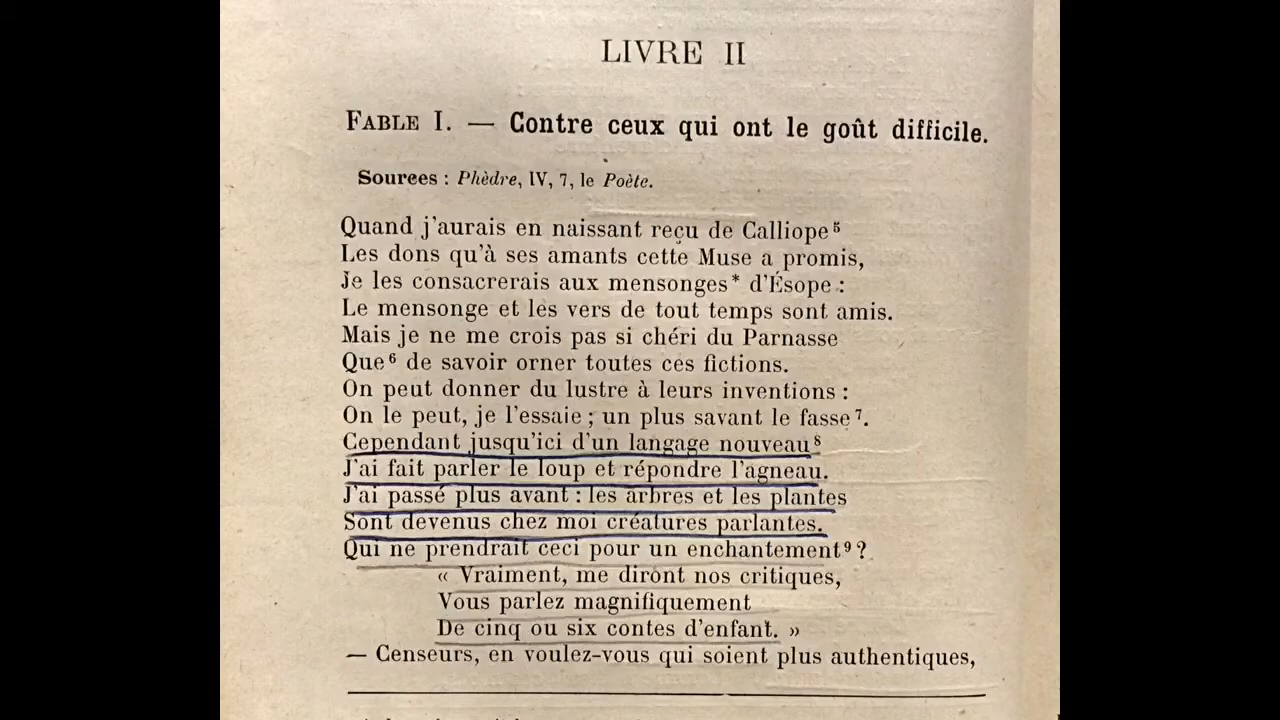 LIVRE II
FABLE I. — Contre ceux qui ont le goût difficile.
Sources : Phèdre, IV, 7, le Poète.
Quand j'aurais en naissant reçu de Calliope⁵
Les dons qu'à ses amants cette Muse a promis,
Je les consacrerais aux mensonges* d'Ésope :
Le mensonge et les vers de tout temps sont amis.
Mais je ne me crois pas si chéri du Parnasse
Que⁶ de savoir orner toutes ces fictions.
On peut donner du lustre à leurs inventions :
On le peut, je l'essaie ; un plus savant le fasse⁷.
Cependant jusqu'ici d'un langage nouveau⁸
J'ai fait parler le loup et répondre l'agneau.
J'ai passé plus avant : les arbres et les plantes
Sont devenus chez moi créatures parlantes.
Qui ne prendrait ceci pour un enchantement⁹ ?
« Vraiment, me diront nos critiques,
Vous parlez magnifiquement
De cinq ou six contes d'enfant. »
— Censeurs, en voulez-vous qui soient plus authentiques,